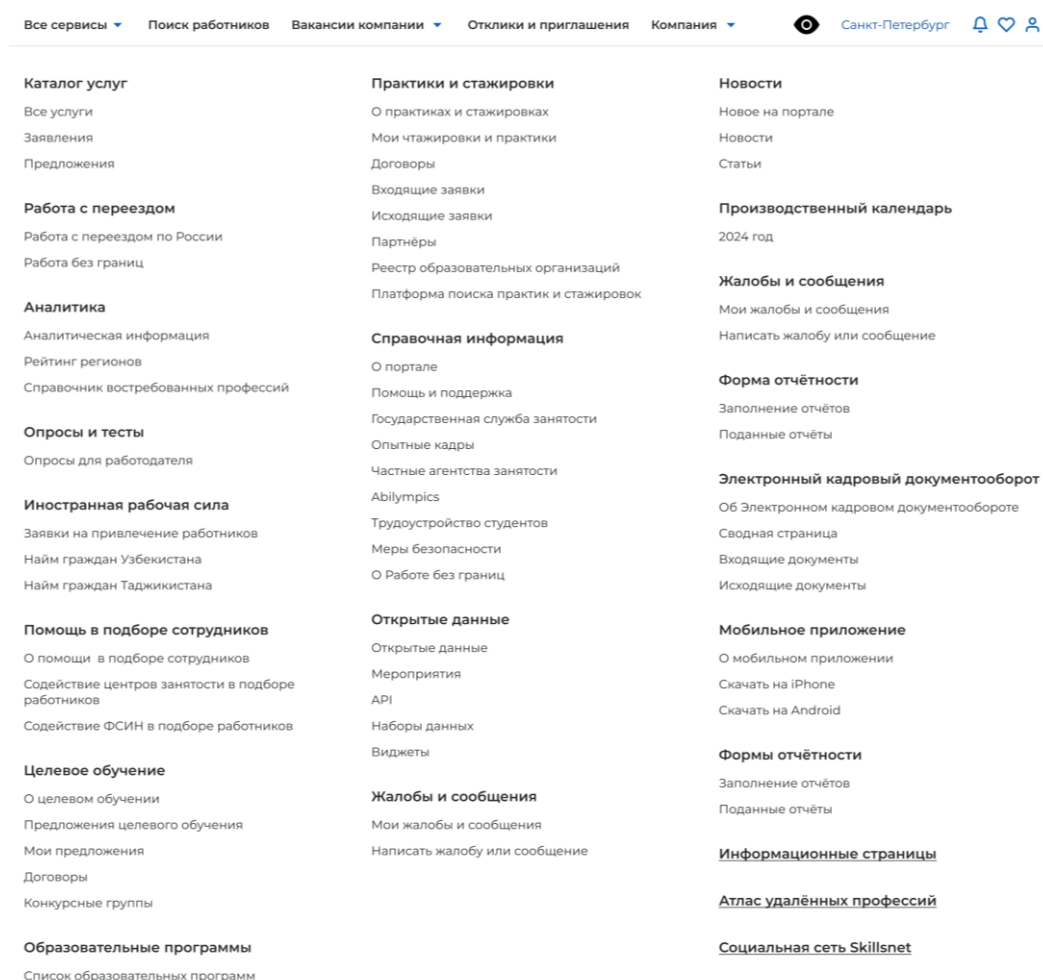 Все сервисы
Поиск работников
Вакансии компании
Отклики и приглашения
Компания
Санкт-Петербург
Каталог услуг
Все услуги
Заявления
Предложения
Работа с переездом
Работа с переездом по России
Работа без границ
Аналитика
Аналитическая информация
Рейтинг регионов
Справочник востребованных профессий
Опросы и тесты
Опросы для работодателя
Иностранная рабочая сила
Заявки на привлечение работников
Найм граждан Узбекистана
Найм граждан Таджикистана
Помощь в подборе сотрудников
О помощи в подборе сотрудников
Содействие центров занятости в подборе
работников
Содействие ФСИН в подборе работников
Целевое обучение
О целевом обучении
Предложения целевого обучения
Мои предложения
Договоры
Конкурсные группы
Образовательные программы
Список образовательных программ
Практики и стажировки
О практиках и стажировках
Мои чтажировки и практики
Договоры
Входящие заявки
Исходящие заявки
Партнёры
Реестр образовательных организаций
Платформа поиска практик и стажировок
Справочная информация
О портале
Помощь и поддержка
Государственная служба занятости
Опытные кадры
Частные агентства занятости
Abilympics
Трудоустройство студентов
Меры безопасности
О Работе без границ
Открытые данные
Открытые данные
Мероприятия
API
Наборы данных
Виджеты
Жалобы и сообщения
Мои жалобы и сообщения
Написать жалобу или сообщение
Новости
Новое на портале
Новости
Статьи
Производственный календарь
2024 год
Жалобы и сообщения
Мои жалобы и сообщения
Написать жалобу или сообщение
Форма отчётности
Заполнение отчётов
Поданные отчёты
Электронный кадровый документооборот
Об Электронном кадровом документообороте
Сводная страница
Входящие документы
Исходящие документы
Мобильное приложение
О мобильном приложении
Скачать на iPhone
Скачать на Android
Формы отчётности
Заполнение отчётов
Поданные отчёты
Информационные страницы
Атлас удалённых профессий
Социальная сеть Skillsnet